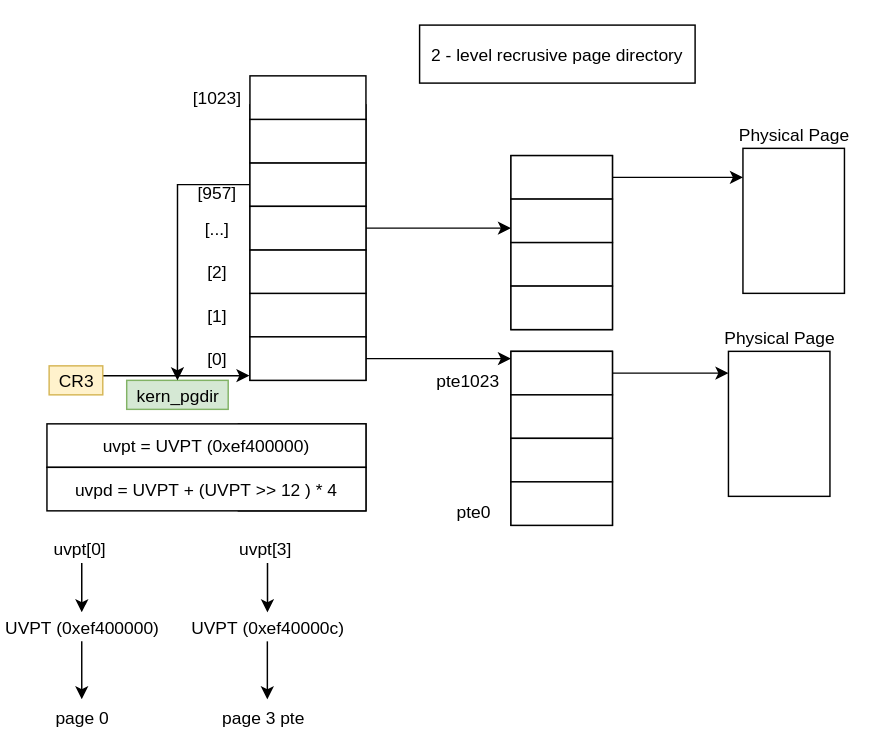 2 - level recrusive page directory
[1023]
Physical Page
[957]
[...]
[2]
[1]
Physical Page
[0]
CR3
pte1023
kern_pgdir
uvpt = UVPT (0xef400000)
uvpd = UVPT + (UVPT >> 12 ) * 4
pte0
uvpt[0]
uvpt[3]
UVPT (0xef400000)
UVPT (0xef40000c)
page 0
page 3 pte